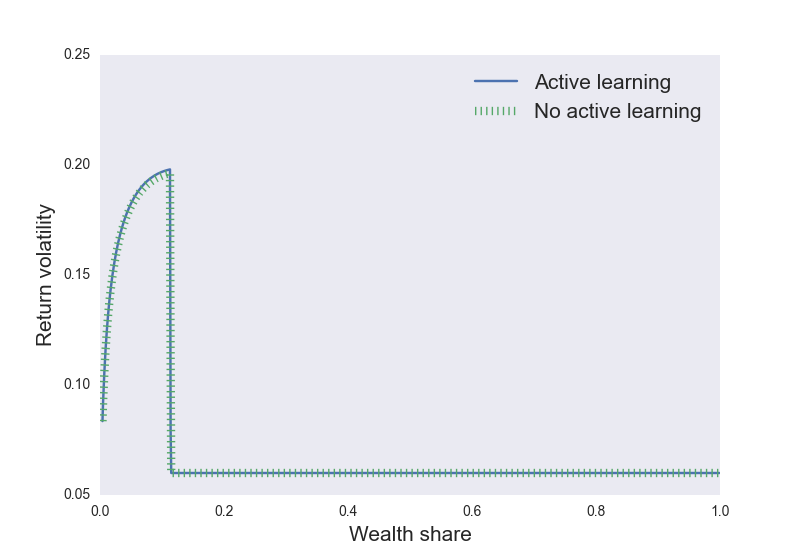 0.25
0.20
0.15
0.10
0.05
Return volatility
Active learning
No active learning
0.0 0.2 0.4 0.6 0.8 1.0
Wealth share